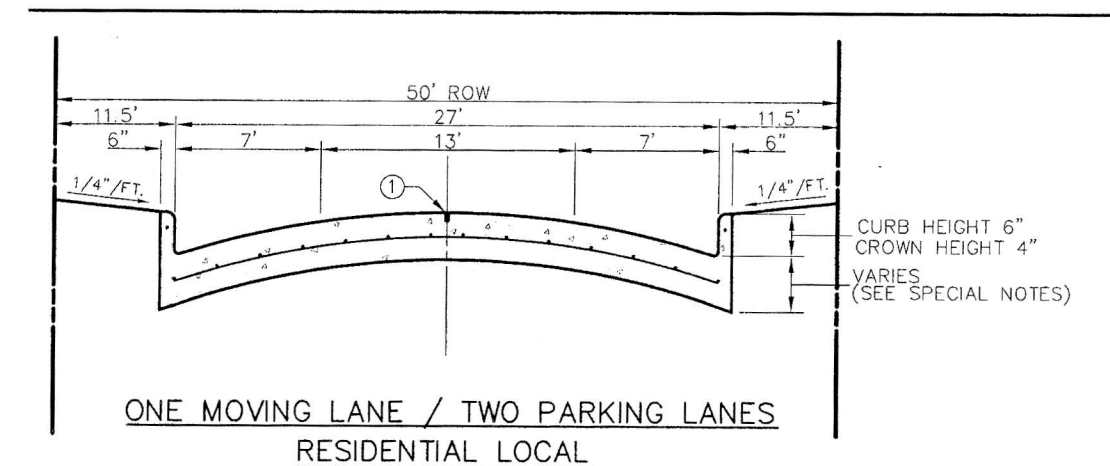 50' ROW
11.5' 27' 11.5'
6" 7' 13' 7' 6"
1/4"/FT. 1 1/4"/FT.
CURB HEIGHT 6"
CROWN HEIGHT 4"
VARIES
(SEE SPECIAL NOTES)
ONE MOVING LANE / TWO PARKING LANES
RESIDENTIAL LOCAL